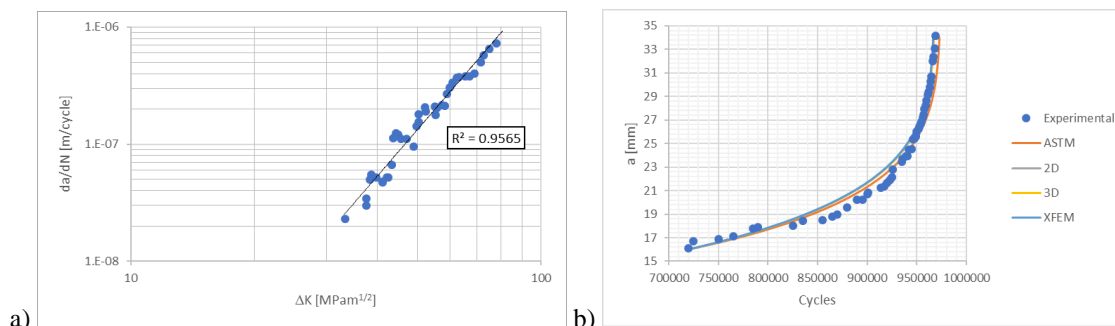 1.E-06
1.E-07
1.E-08
da/dN [m/cycle]
R² = 0.9565
10
100
ΔK [MPam1/2]
a)
35
33
31
29
27
25
23
21
19
17
15
a [mm]
700000 750000 800000 850000 900000 950000 1000000
Cycles
Experimental
ASTM
2D
3D
XFEM
b)